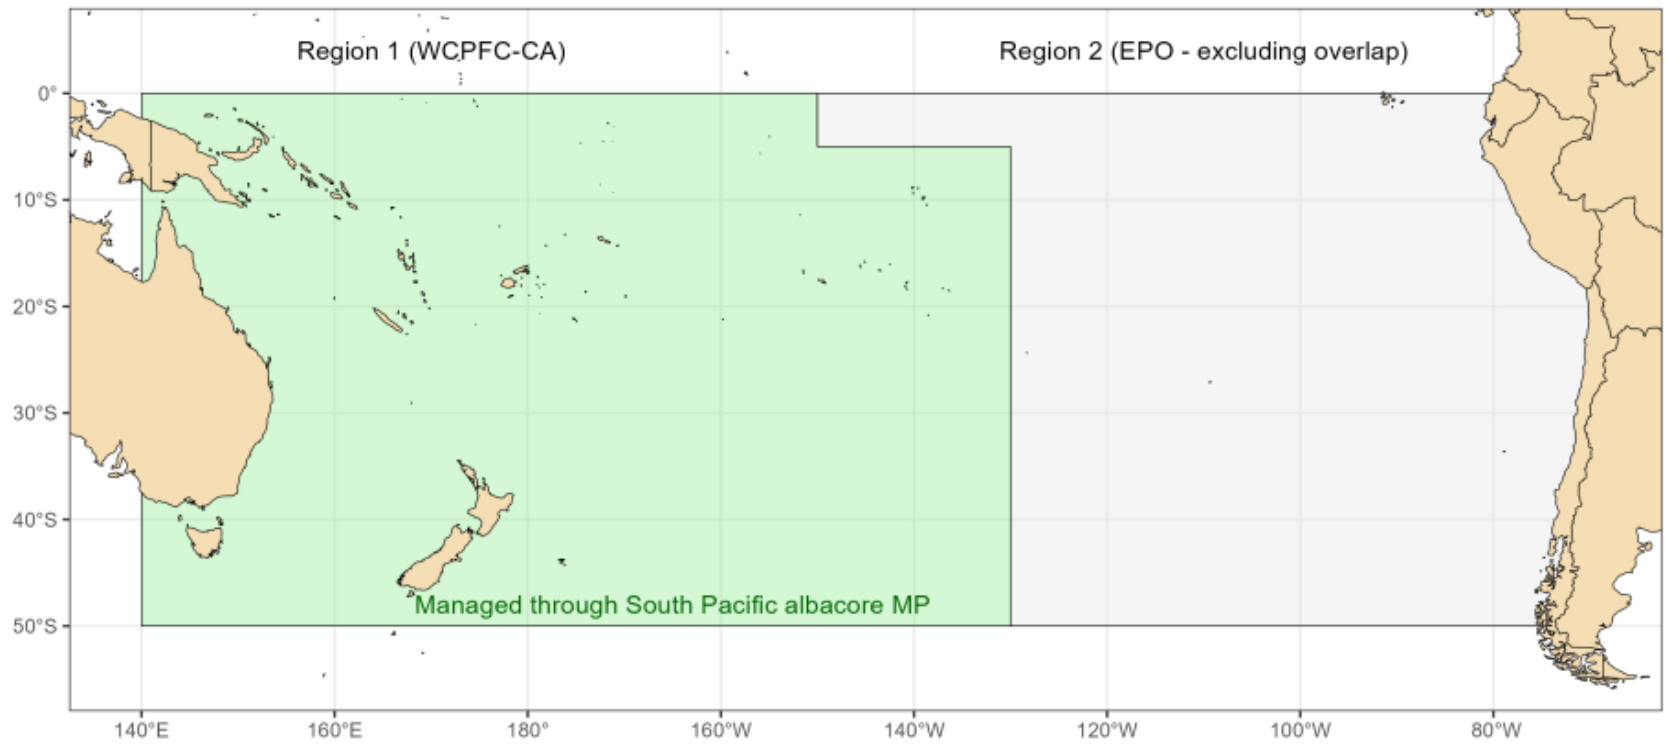 Region 1 (WCPFC-CA)
Region 2 (EPO - excluding overlap)
0°
10°S
20°S
30°S
40°S
50°S
Managed through South Pacific albacore MP
140°E
160°E
180°
160°W
140°W
120°W
100°W
80°W